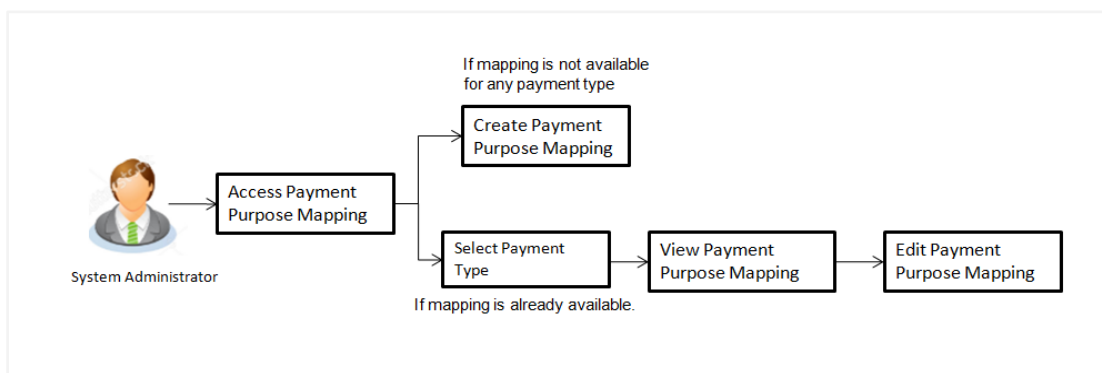 If mapping is not available
for any payment type
Create Payment
Purpose Mapping
Access Payment
Purpose Mapping
System Administrator
Select Payment
Type
View Payment
Purpose Mapping
Edit Payment
Purpose Mapping
If mapping is already available.